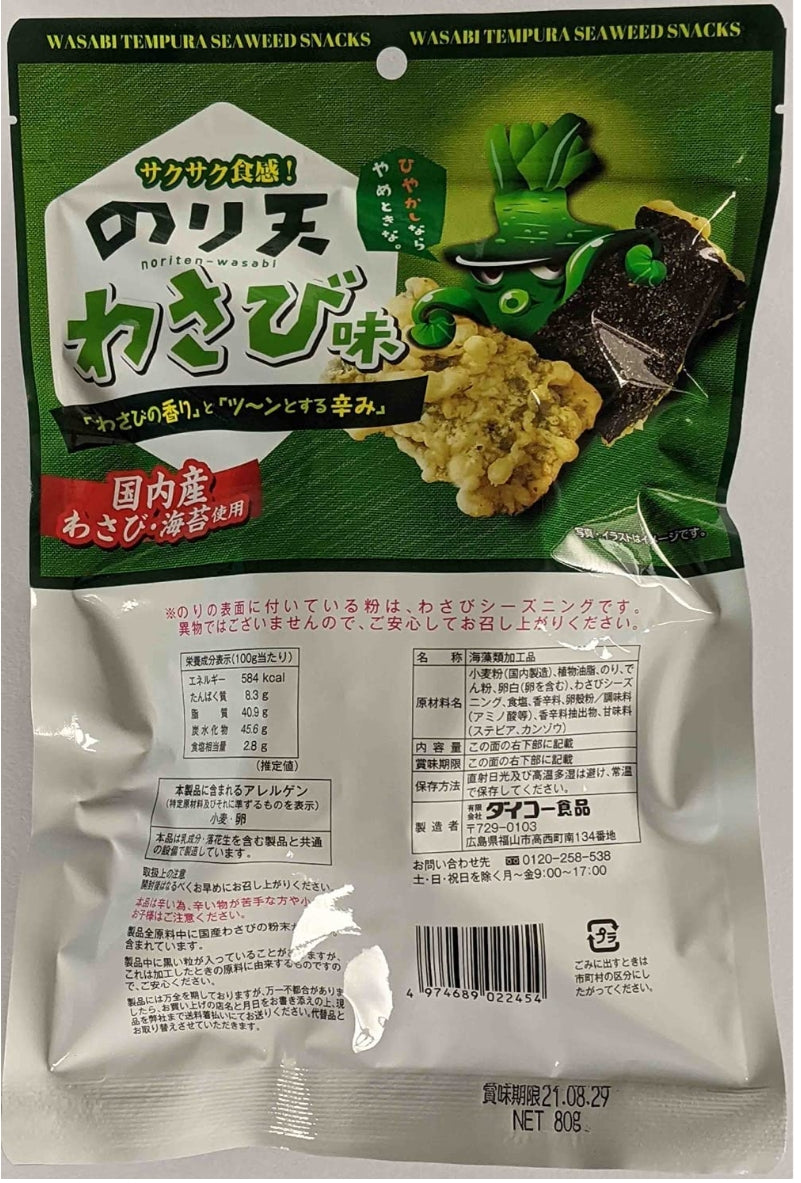 WASABI TEMPURA SEAWEED SNACKS WASABI TEMPURA SEAWEED SNACKS
サクサク食感!
のり天
noriten-wasabi
わさび味
ひやかしなら
やめときな。
「わさびの香り」と「ツ〜ンとする辛み」
国内産
わさび・海苔使用
写真・イラストはイメージです。
※のりの表面に付いている粉は、わさびシーズニングです。
異物ではございませんので、ご安心してお召し上がりください。
栄養成分表示(100g当たり)
エネルギー 584 kcal
たんぱく質 8.3 g
脂質 40.9 g
炭水化物 45.6 g
食塩相当量 2.8 g
(推定値)
本製品に含まれるアレルゲン
(特定原材料及びそれに準ずるものを表示)
小麦・卵
本品は乳成分・落花生を含む製品と共通
の設備で製造しています。
取扱上の注意
開封後はなるべくお早めにお召し上がりください。
本品は辛い為、辛い物が苦手な方や小
お子様はご注意ください。
製品全原料中に国産わさびの粉末が
含まれています。
製品中に黒い粒が入っていることが ますが、
これは加工したときの原料に由来するものですの
で、ご安心ください。
製品には万全を期しておりますが、万一不都合がありま
したら、お買い上げの店名と月日をお書き添えの上、現
品を弊社まで送料着払いにてお送りください。代替品と
お取り替えさせていただきます。
名称 海藻類加工品
原材料名 小麦粉(国内製造)、植物油脂、のり、で
ん粉、卵白(卵を含む)、わさびシーズ
ニング、食塩、香辛料、卵殻粉/調味料
(アミノ酸等)、香辛料抽出物、甘味料
(ステビア、カンゾウ)
内容量 この面の右下部に記載
賞味期限 この面の右下部に記載
保存方法 直射日光及び高温多湿は避け、常温
で保存してください。
製造者 有限会社 ダイコー食品
〒729-0103
広島県福山市高西町南134番地
お問い合わせ先 0120-258-538
土・日・祝日を除く月〜金9:00〜17:00
4 974689 022454
プラ
ごみに出すときは
市町村の区分にし
たがってください。
賞味期限21.08.29
NET 80g